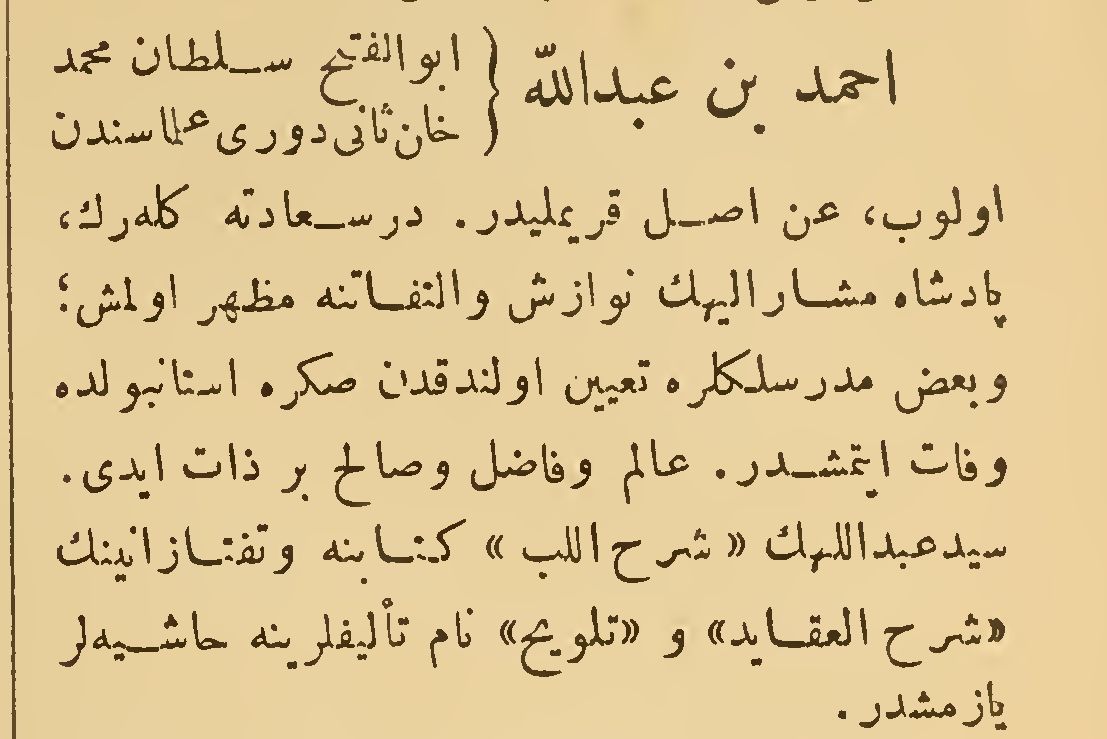 احمد بن عبدالله { ابوالفتح سلطان محمد
خان ثانی دوری علماسندن
اولوب، عن اصل قریملیدر. درسعادته کله‌رك،
پادشاه مشارالیهك نوازش والتفاتنه مظهر اولمش؛
وبعض مدرسلکلره تعیین اولندقدن صکره استانبولده
وفات ایتمشدر. عالم وفاضل وصالح بر ذات ایدی.
سیدعبداللهك «شرح اللب» کتابنه وتفتازانینك
«شرح العقاید» و «تلویح» نام تألیفلرینه حاشیه‌لر
یازمشدر.